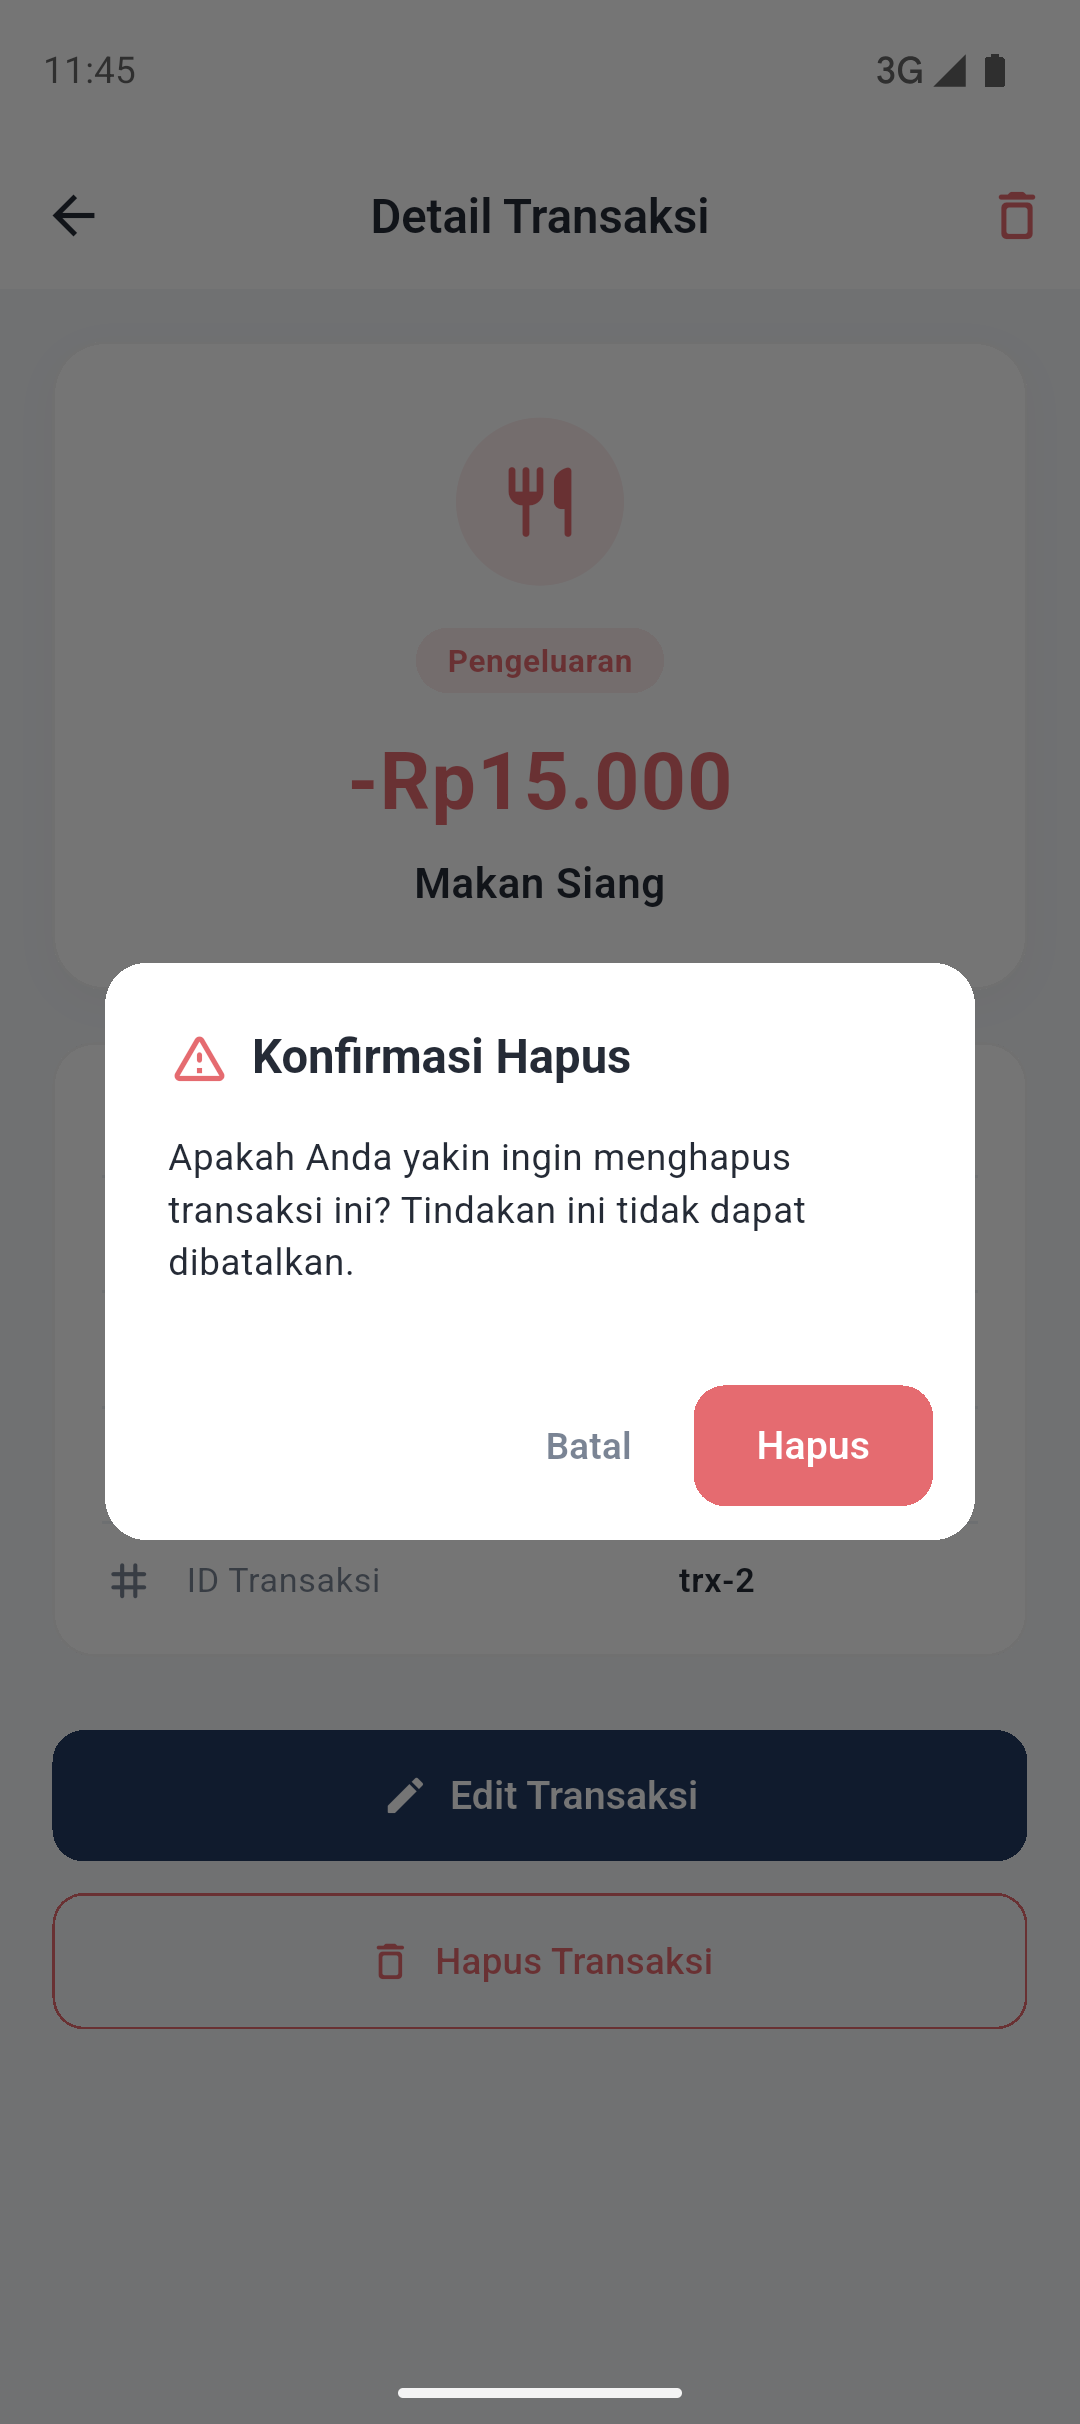 11:45
3G
Detail Transaksi
Pengeluaran
-Rp15.000
Makan Siang
Konfirmasi Hapus
Apakah Anda yakin ingin menghapus
transaksi ini? Tindakan ini tidak dapat
dibatalkan.
Batal
Hapus
ID Transaksi
trx-2
Edit Transaksi
Hapus Transaksi